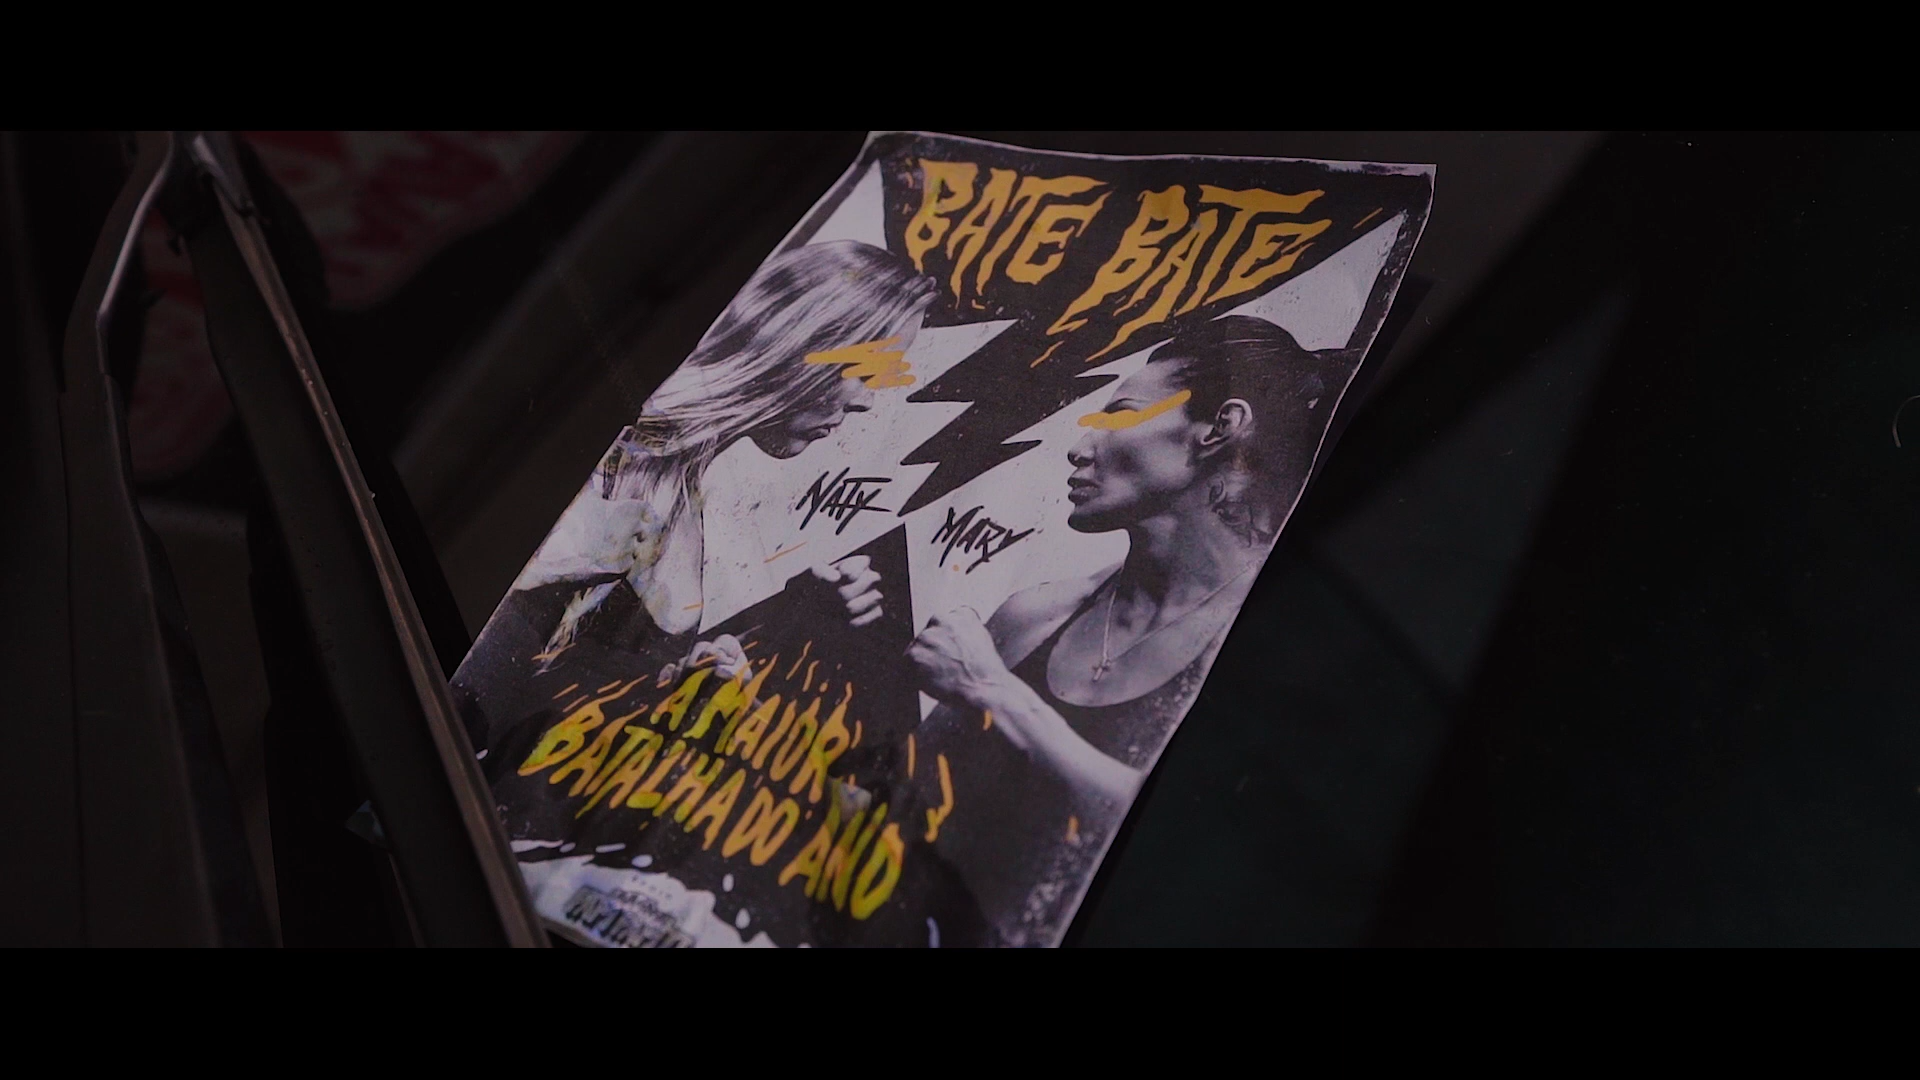 BATE BATE
NATY
MARY
A MAIOR
BATALHA DO ANO